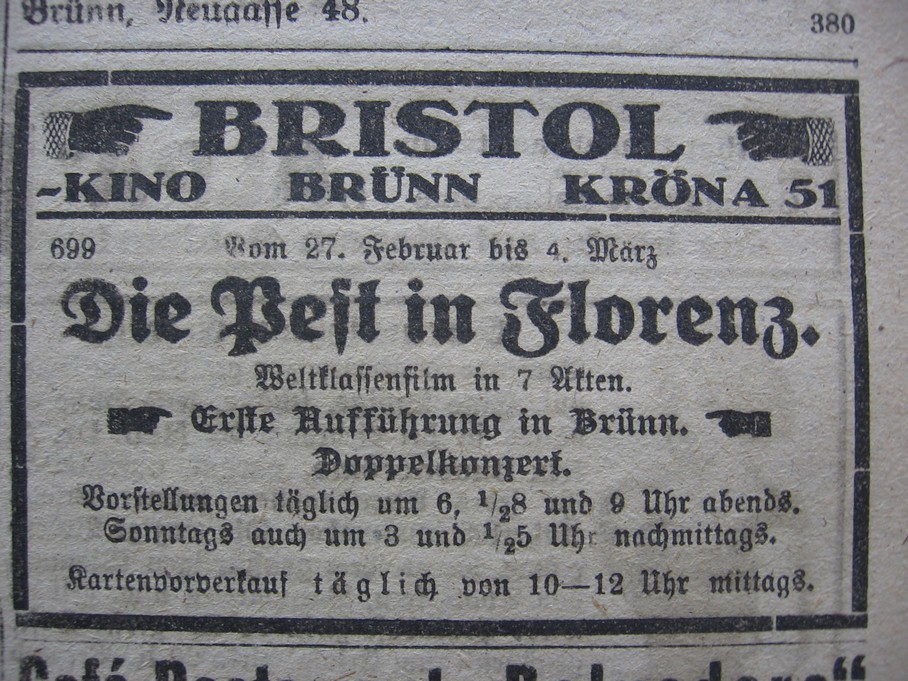 Brünn, Neugasse 48.
380
BRISTOL
-KINO BRÜNN KRÖNA 51
699 Vom 27. Februar bis 4. März
Die Pest in Florenz.
Weltklassenfilm in 7 Akten.
Erste Aufführung in Brünn.
Doppelkonzert.
Vorstellungen täglich um 6, 1/28 und 9 Uhr abends.
Sonntags auch um 3 und 1/25 Uhr nachmittags.
Kartenvorverkauf täglich von 10—12 Uhr mittags.
Café